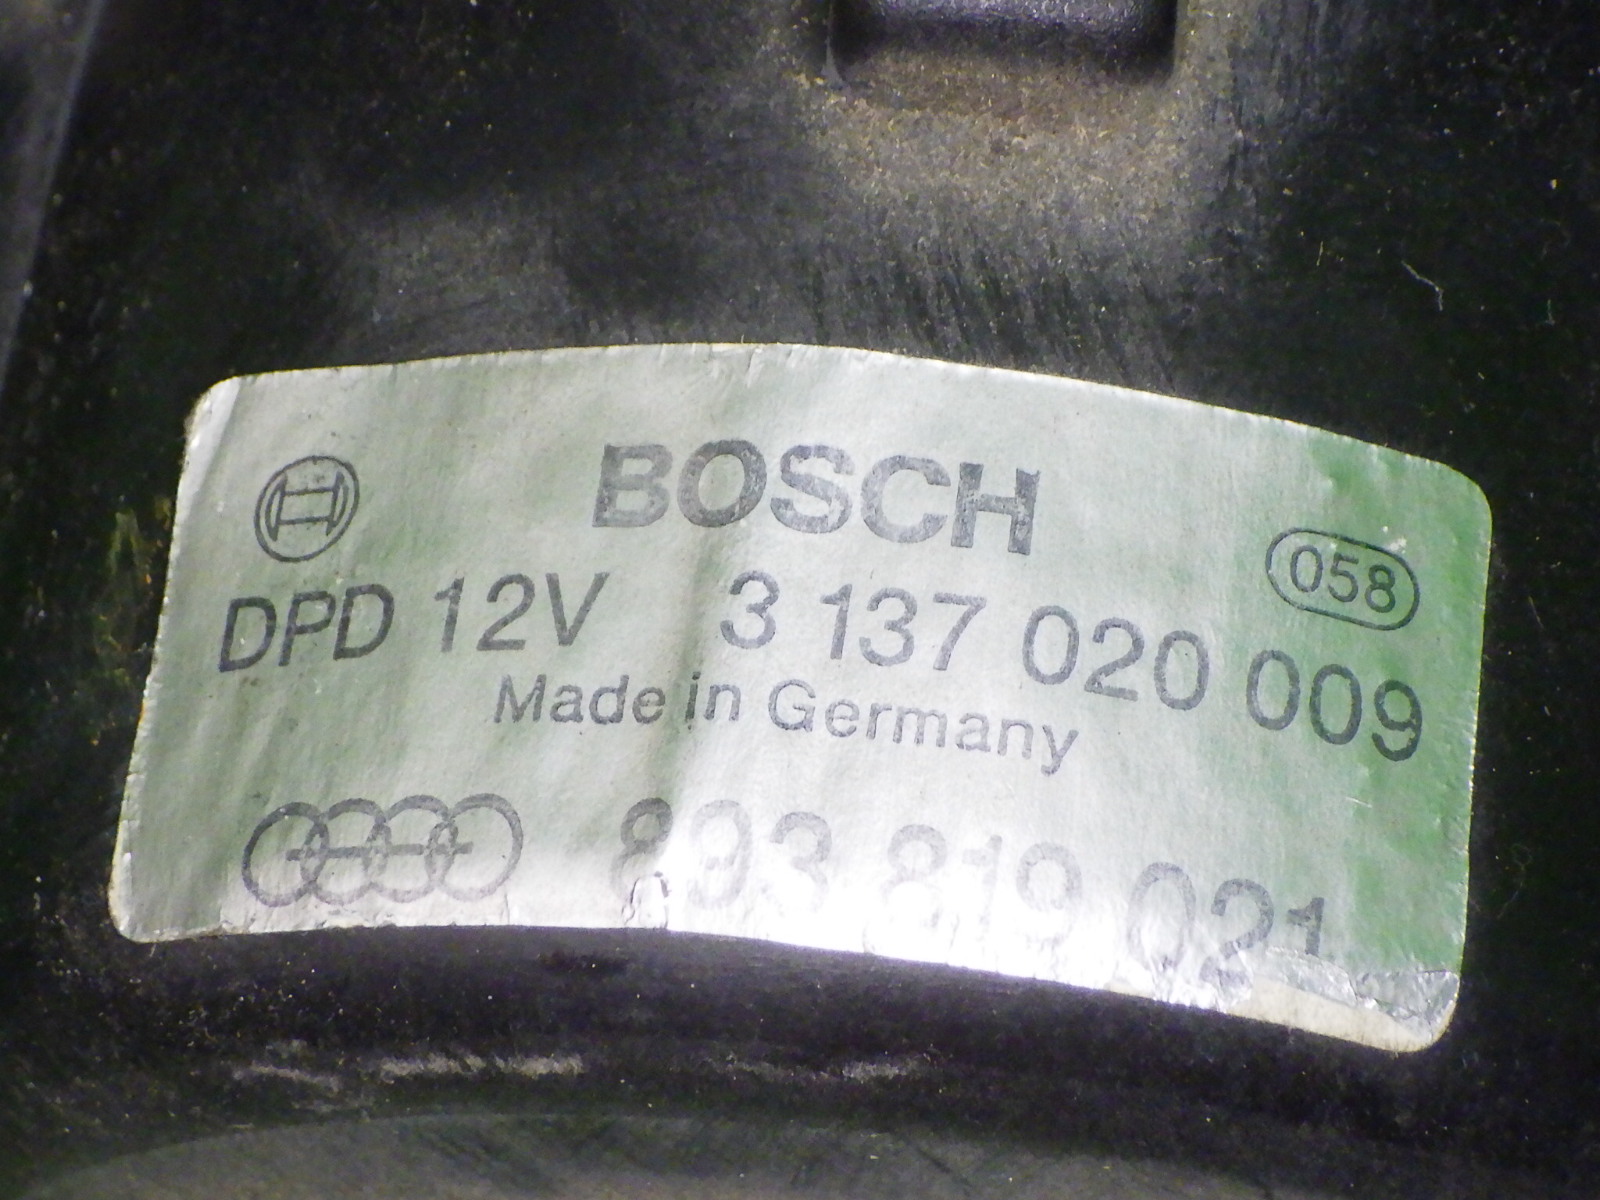 BOSCH
058
DPD 12V 3 137 020 009
Made in Germany
893 819 021